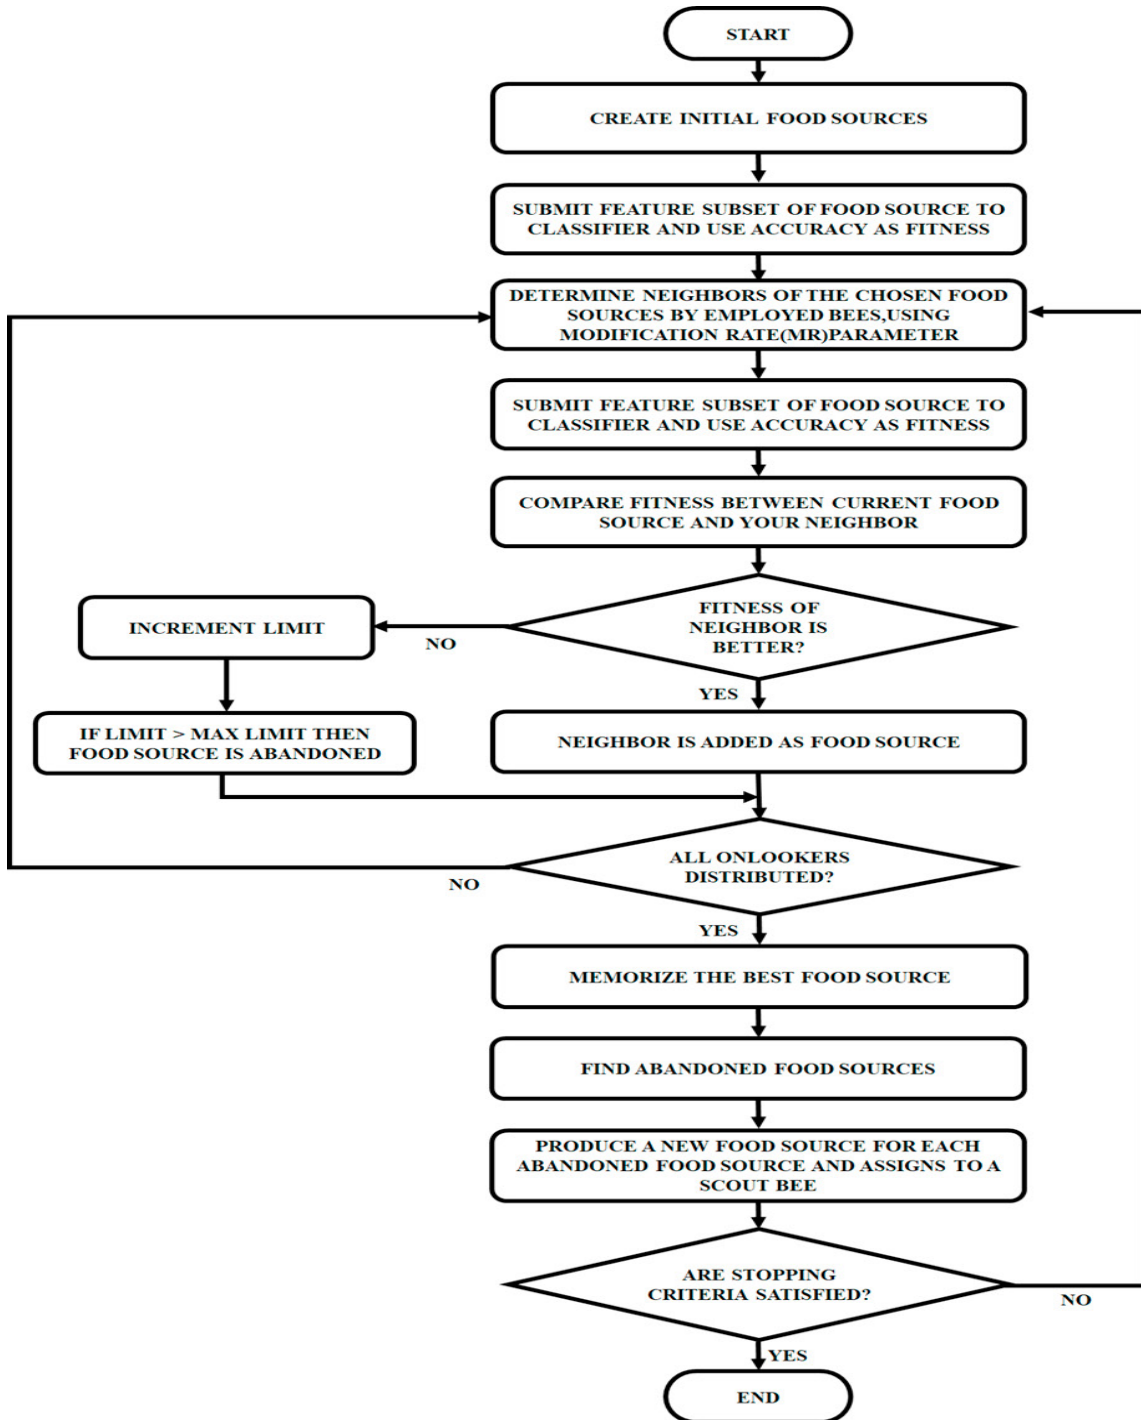 START
CREATE INITIAL FOOD SOURCES
SUBMIT FEATURE SUBSET OF FOOD SOURCE TO
CLASSIFIER AND USE ACCURACY AS FITNESS
DETERMINE NEIGHBORS OF THE CHOSEN FOOD
SOURCES BY EMPLOYED BEES,USING
MODIFICATION RATE(MR)PARAMETER
SUBMIT FEATURE SUBSET OF FOOD SOURCE TO
CLASSIFIER AND USE ACCURACY AS FITNESS
COMPARE FITNESS BETWEEN CURRENT FOOD
SOURCE AND YOUR NEIGHBOR
FITNESS OF
NEIGHBOR IS
BETTER?
NO
INCREMENT LIMIT
IF LIMIT > MAX LIMIT THEN
FOOD SOURCE IS ABANDONED
YES
NEIGHBOR IS ADDED AS FOOD SOURCE
ALL ONLOOKERS
DISTRIBUTED?
NO
YES
MEMORIZE THE BEST FOOD SOURCE
FIND ABANDONED FOOD SOURCES
PRODUCE A NEW FOOD SOURCE FOR EACH
ABANDONED FOOD SOURCE AND ASSIGNS TO A
SCOUT BEE
ARE STOPPING
CRITERIA SATISFIED?
NO
YES
END